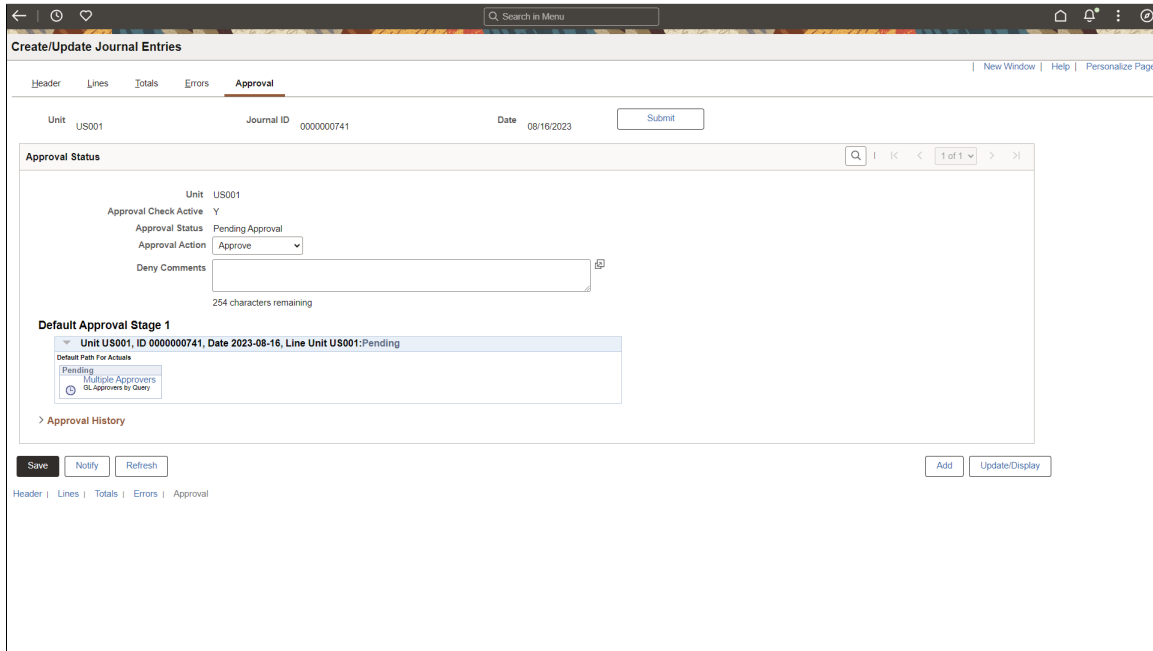 Search in Menu
Create/Update Journal Entries
| New Window | Help | Personalize Page
Header Lines Totals Errors Approval
Unit US001 Journal ID 0000000741 Date 08/16/2023 Submit
Approval Status 1 of 1
Unit US001
Approval Check Active Y
Approval Status Pending Approval
Approval Action Approve
Deny Comments
254 characters remaining
Default Approval Stage 1
Unit US001, ID 0000000741, Date 2023-08-16, Line Unit US001:Pending
Default Path For Actuals
Pending
Multiple Approvers
GL Approvers by Query
Approval History
Save Notify Refresh Add Update/Display
Header | Lines | Totals | Errors | Approval